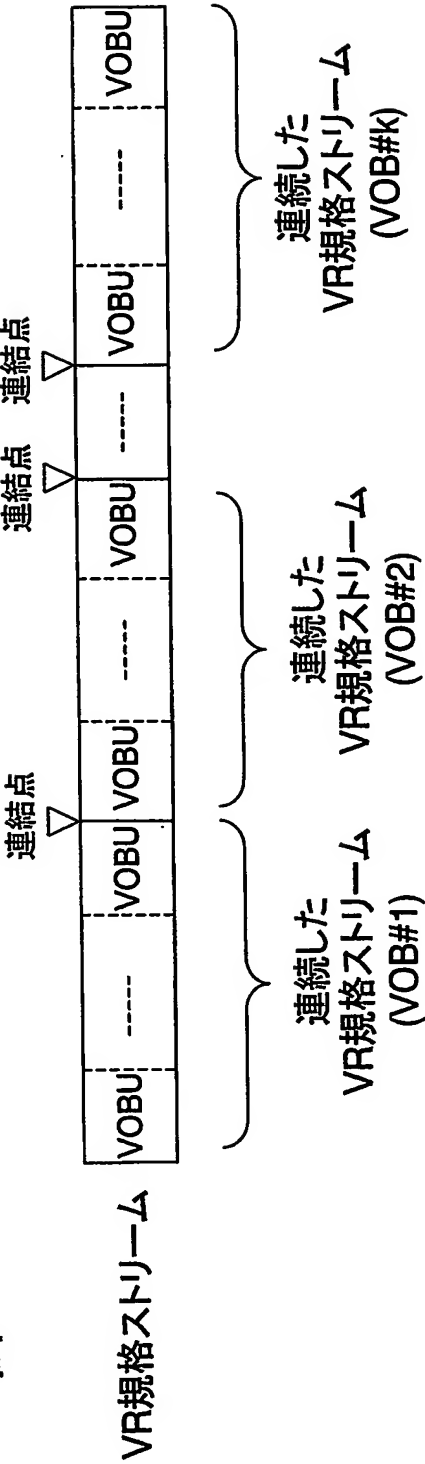 連結点
連結点
連結点
VR規格ストリーム
VOBU
-----
VOBU
VOBU
-----
VOBU
-----
VOBU
-----
VOBU
連続した
VR規格ストリーム
(VOB#1)
連続した
VR規格ストリーム
(VOB#2)
連続した
VR規格ストリーム
(VOB#k)